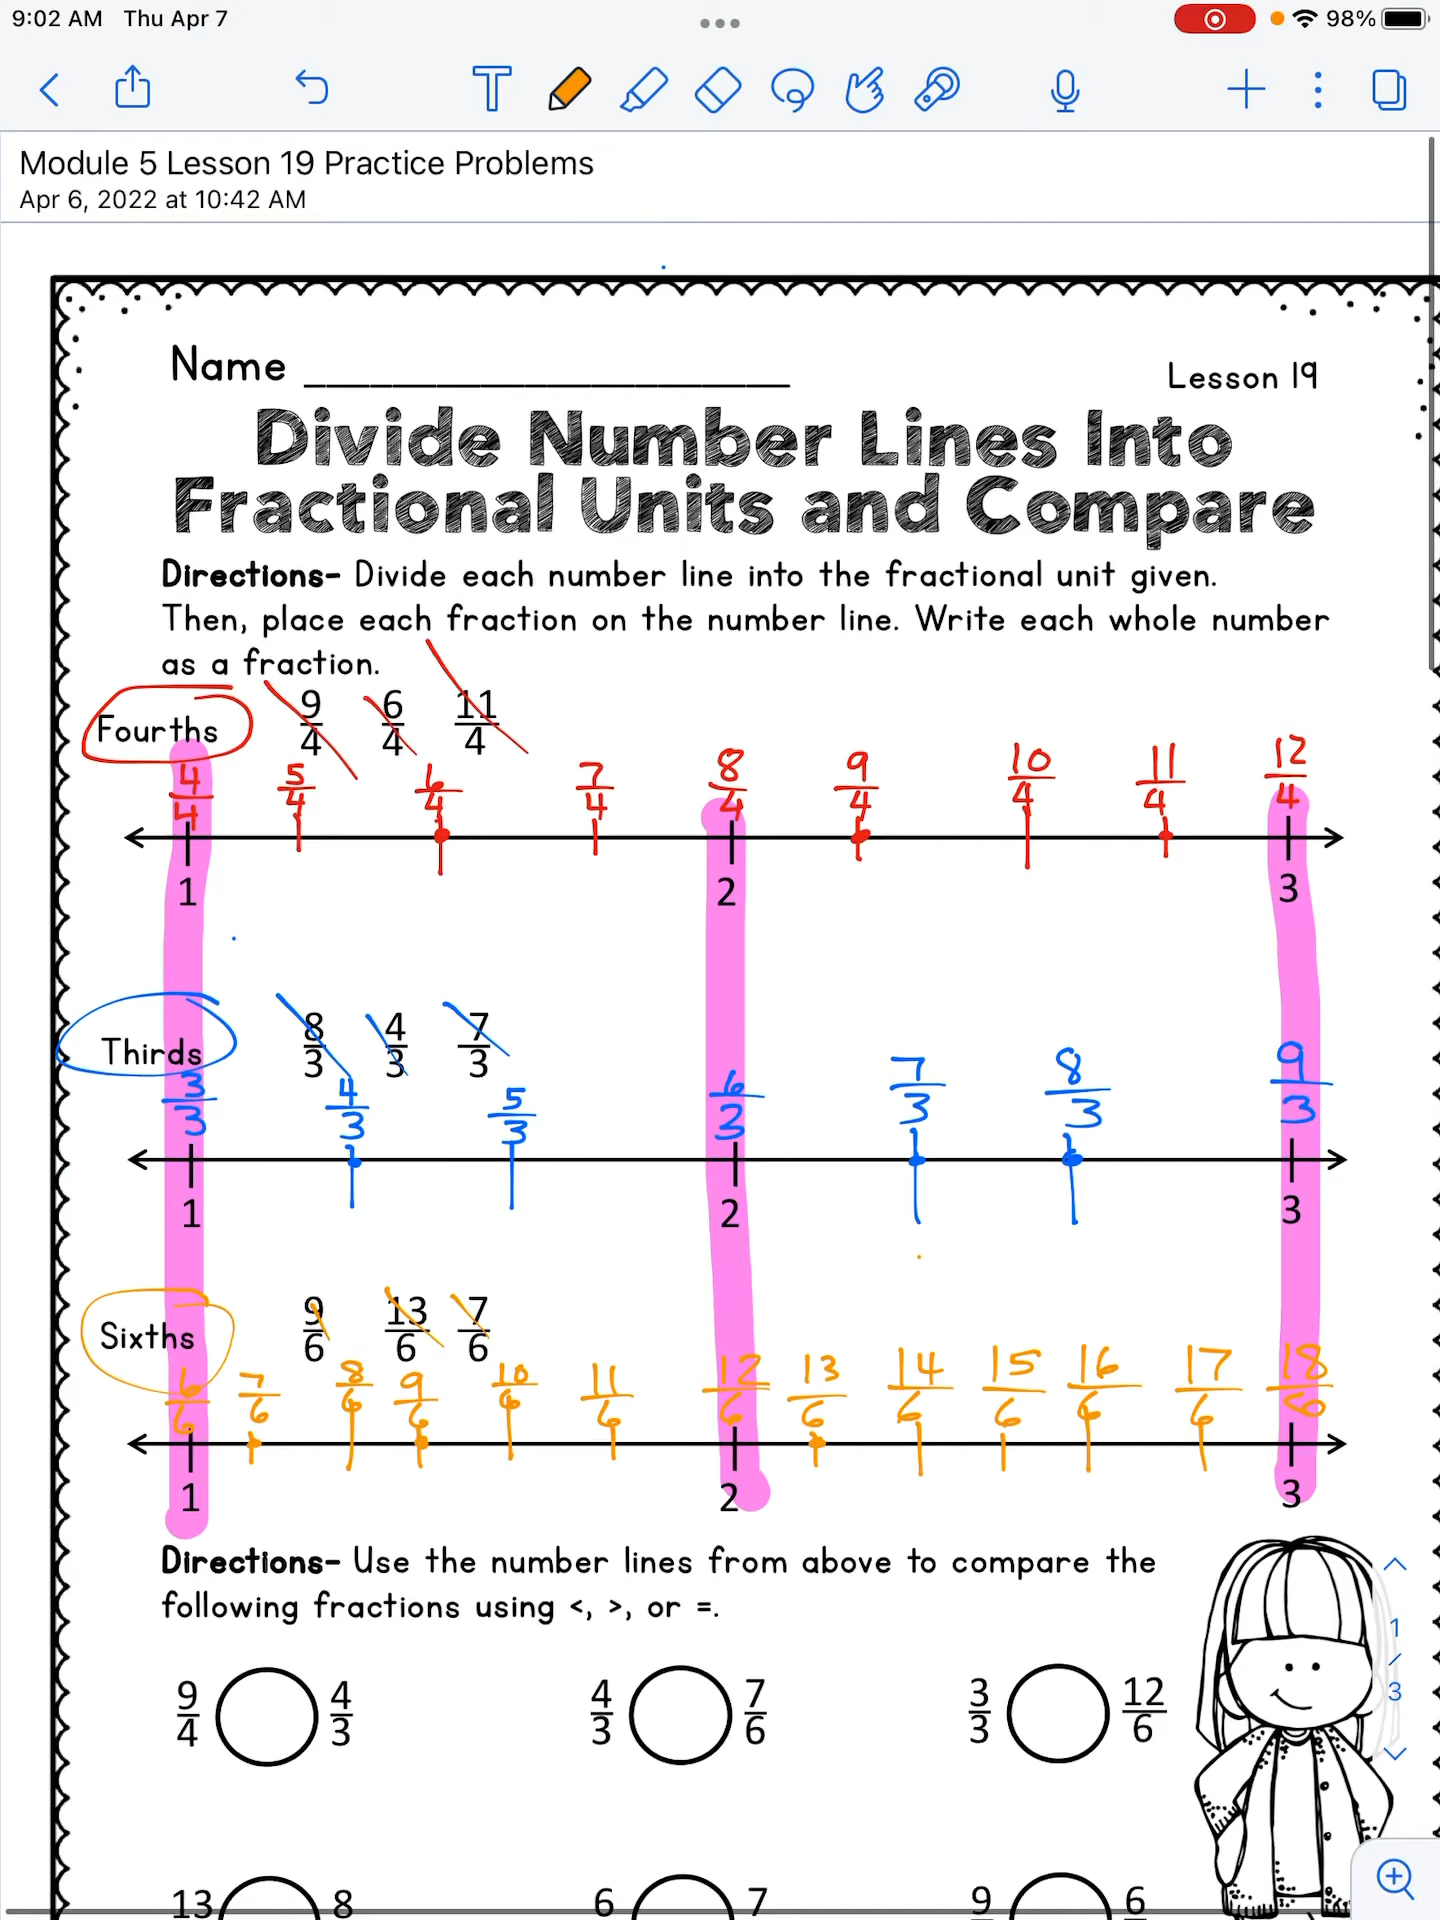 9:02 AM Thu Apr 7 98%
Module 5 Lesson 19 Practice Problems
Apr 6, 2022 at 10:42 AM
Name ____________________ Lesson 19
Divide Number Lines Into
Fractional Units and Compare
Directions- Divide each number line into the fractional unit given.
Then, place each fraction on the number line. Write each whole number
as a fraction.
Fourths 9/4 6/4 11/4
4/4 5/4 6/4 7/4 8/4 9/4 10/4 11/4 12/4
1 2 3
Thirds 8/3 4/3 7/3
3/3 4/3 5/3 6/3 7/3 8/3 9/3
1 2 3
Sixths 9/6 13/6 7/6
6/6 7/6 8/6 9/6 10/6 11/6 12/6 13/6 14/6 15/6 16/6 17/6 18/6
1 2 3
Directions- Use the number lines from above to compare the
following fractions using <, >, or =.
9/4 4/3 4/3 7/6 3/3 12/6
1 / 3
13 8 6 7 9 6